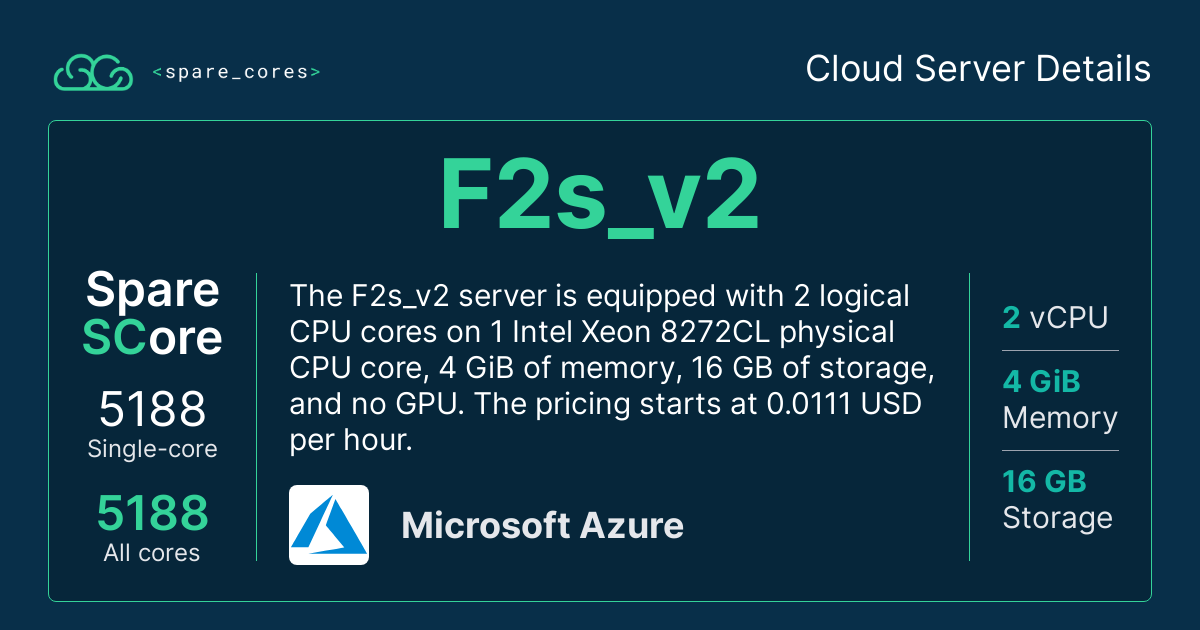 <spare_cores>
Cloud Server Details
F2s_v2
Spare
SCore
5188
Single-core
5188
All cores
The F2s_v2 server is equipped with 2 logical
CPU cores on 1 Intel Xeon 8272CL physical
CPU core, 4 GiB of memory, 16 GB of storage,
and no GPU. The pricing starts at 0.0111 USD
per hour.
Microsoft Azure
2 vCPU
4 GiB
Memory
16 GB
Storage